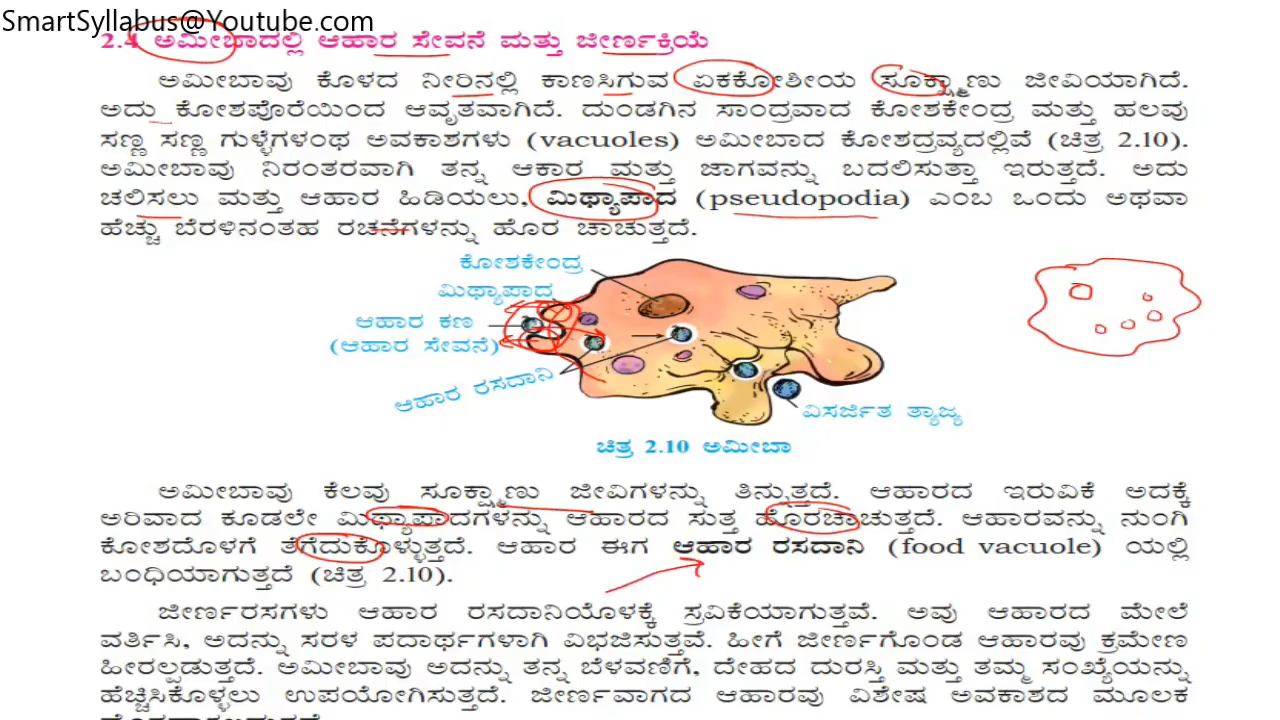 SmartSyllabus@Youtube.com
2.4 ಅಮೀಬಾದಲ್ಲಿ ಆಹಾರ ಸೇವನೆ ಮತ್ತು ಜೀರ್ಣಕ್ರಿಯೆ
ಅಮೀಬಾವು ಕೊಳದ ನೀರಿನಲ್ಲಿ ಕಾಣಸಿಗುವ ಏಕಕೋಶೀಯ ಸೂಕ್ಷ್ಮಾಣು ಜೀವಿಯಾಗಿದೆ.
ಅದು ಕೋಶಪೊರೆಯಿಂದ ಆವೃತವಾಗಿದೆ. ದುಂಡಗಿನ ಸಾಂದ್ರವಾದ ಕೋಶಕೇಂದ್ರ ಮತ್ತು ಹಲವು
ಸಣ್ಣ ಸಣ್ಣ ಗುಳ್ಳೆಗಳಂಥ ಅವಕಾಶಗಳು (vacuoles) ಅಮೀಬಾದ ಕೋಶದ್ರವ್ಯದಲ್ಲಿವೆ (ಚಿತ್ರ 2.10).
ಅಮೀಬಾವು ನಿರಂತರವಾಗಿ ತನ್ನ ಆಕಾರ ಮತ್ತು ಜಾಗವನ್ನು ಬದಲಿಸುತ್ತಾ ಇರುತ್ತದೆ. ಅದು
ಚಲಿಸಲು ಮತ್ತು ಆಹಾರ ಹಿಡಿಯಲು, ಮಿಥ್ಯಾಪಾದ (pseudopodia) ಎಂಬ ಒಂದು ಅಥವಾ
ಹೆಚ್ಚು ಬೆರಳಿನಂತಹ ರಚನೆಗಳನ್ನು ಹೊರ ಚಾಚುತ್ತದೆ.
ಕೋಶಕೇಂದ್ರ
ಮಿಥ್ಯಾಪಾದ
ಆಹಾರ ಕಣ
(ಆಹಾರ ಸೇವನೆ)
ಆಹಾರ ರಸದಾನಿ
ವಿಸರ್ಜಿತ ತ್ಯಾಜ್ಯ
ಚಿತ್ರ 2.10 ಅಮೀಬಾ
ಅಮೀಬಾವು ಕೆಲವು ಸೂಕ್ಷ್ಮಾಣು ಜೀವಿಗಳನ್ನು ತಿನ್ನುತ್ತದೆ. ಆಹಾರದ ಇರುವಿಕೆ ಅದಕ್ಕೆ
ಅರಿವಾದ ಕೂಡಲೇ ಮಿಥ್ಯಾಪಾದಗಳನ್ನು ಆಹಾರದ ಸುತ್ತ ಹೊರಚಾಚುತ್ತದೆ. ಆಹಾರವನ್ನು ನುಂಗಿ
ಕೋಶದೊಳಗೆ ತೆಗೆದುಕೊಳ್ಳುತ್ತದೆ. ಆಹಾರ ಈಗ ಆಹಾರ ರಸದಾನಿ (food vacuole) ಯಲ್ಲಿ
ಬಂಧಿಯಾಗುತ್ತದೆ (ಚಿತ್ರ 2.10).
ಜೀರ್ಣರಸಗಳು ಆಹಾರ ರಸದಾನಿಯೊಳಕ್ಕೆ ಸ್ರವಿಕೆಯಾಗುತ್ತವೆ. ಅವು ಆಹಾರದ ಮೇಲೆ
ವರ್ತಿಸಿ, ಅದನ್ನು ಸರಳ ಪದಾರ್ಥಗಳಾಗಿ ವಿಭಜಿಸುತ್ತವೆ. ಹೀಗೆ ಜೀರ್ಣಗೊಂಡ ಆಹಾರವು ಕ್ರಮೇಣ
ಹೀರಲ್ಪಡುತ್ತದೆ. ಅಮೀಬಾವು ಅದನ್ನು ತನ್ನ ಬೆಳವಣಿಗೆ, ದೇಹದ ದುರಸ್ತಿ ಮತ್ತು ತಮ್ಮ ಸಂಖ್ಯೆಯನ್ನು
ಹೆಚ್ಚಿಸಿಕೊಳ್ಳಲು ಉಪಯೋಗಿಸುತ್ತದೆ. ಜೀರ್ಣವಾಗದ ಆಹಾರವು ವಿಶೇಷ ಅವಕಾಶದ ಮೂಲಕ